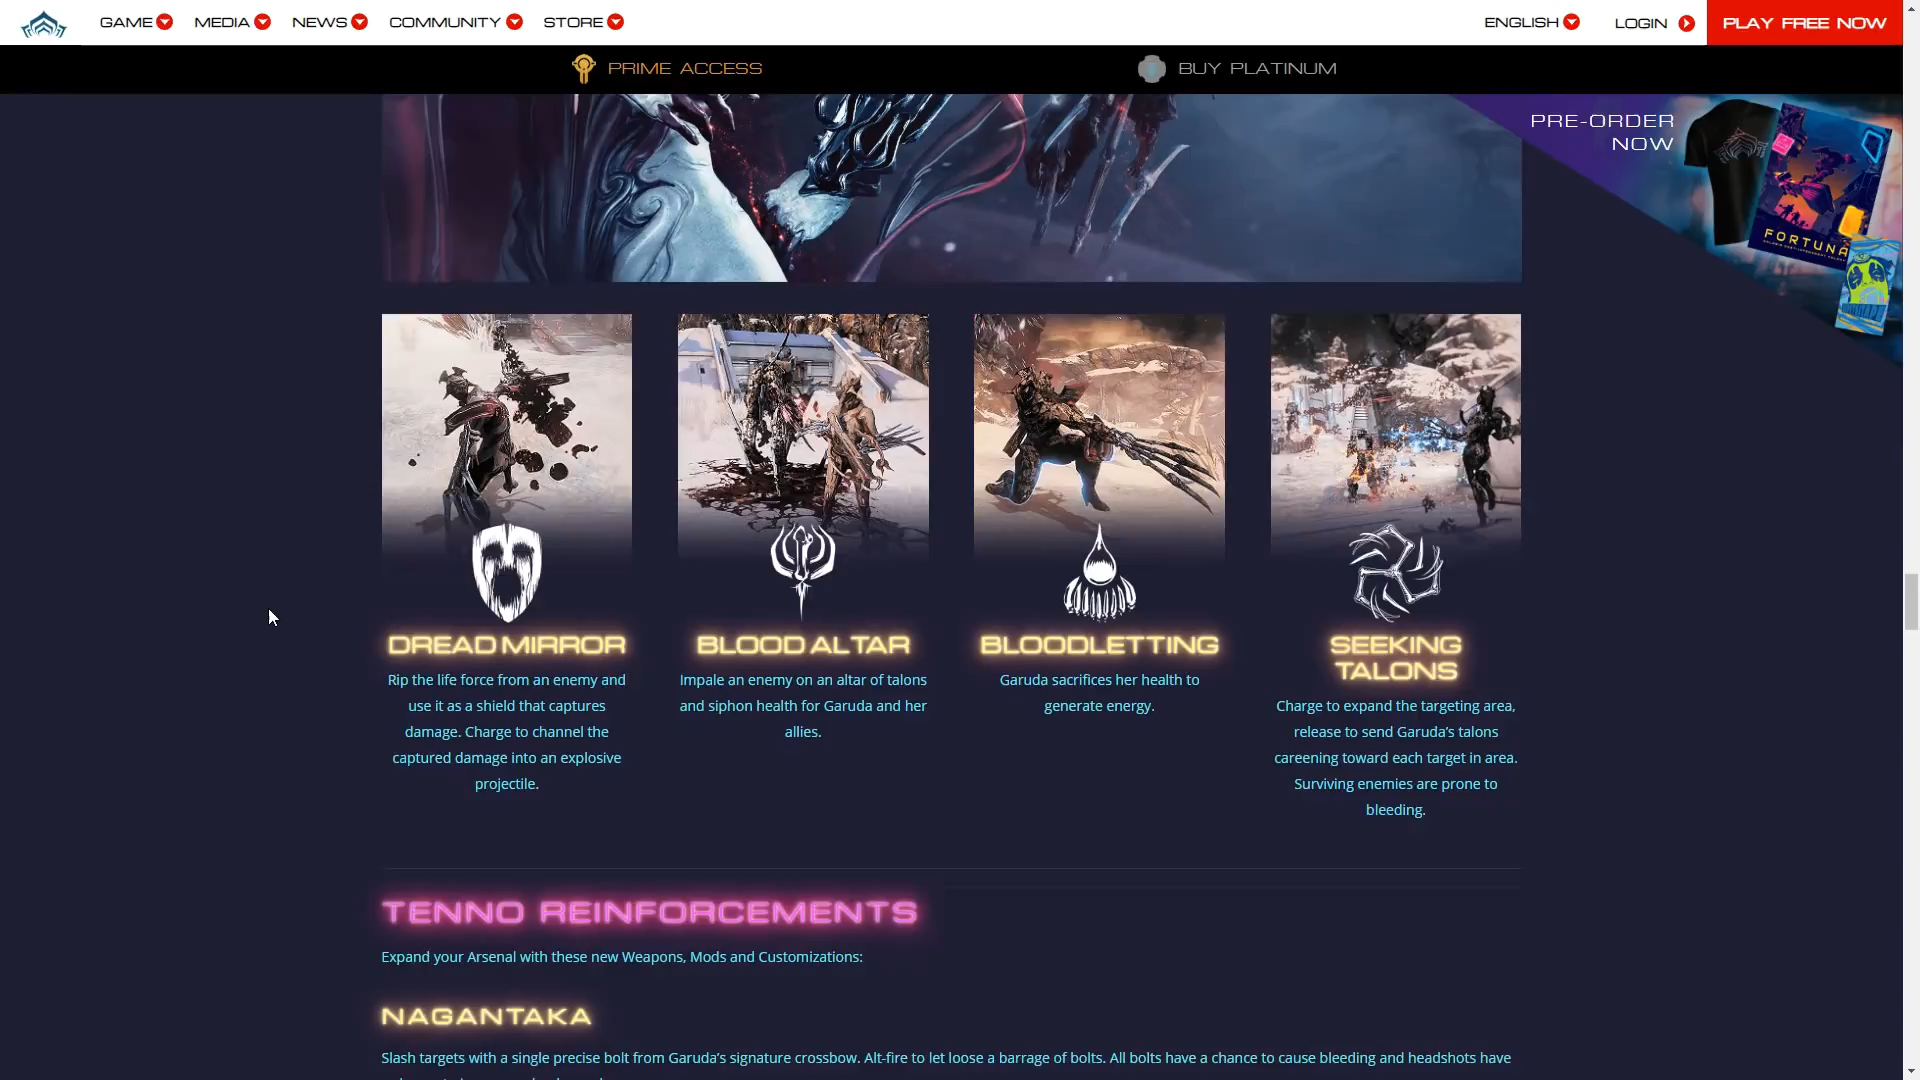 GAME MEDIA NEWS COMMUNITY STORE ENGLISH LOGIN PLAY FREE NOW
PRIME ACCESS BUY PLATINUM
PRE-ORDER
NOW
FORTUNA
DREAD MIRROR
Rip the life force from an enemy and
use it as a shield that captures
damage. Charge to channel the
captured damage into an explosive
projectile.
BLOOD ALTAR
Impale an enemy on an altar of talons
and siphon health for Garuda and her
allies.
BLOODLETTING
Garuda sacrifices her health to
generate energy.
SEEKING
TALONS
Charge to expand the targeting area,
release to send Garuda’s talons
careening toward each target in area.
Surviving enemies are prone to
bleeding.
TENNO REINFORCEMENTS
Expand your Arsenal with these new Weapons, Mods and Customizations:
NAGANTAKA
Slash targets with a single precise bolt from Garuda’s signature crossbow. Alt-fire to let loose a barrage of bolts. All bolts have a chance to cause bleeding and headshots have